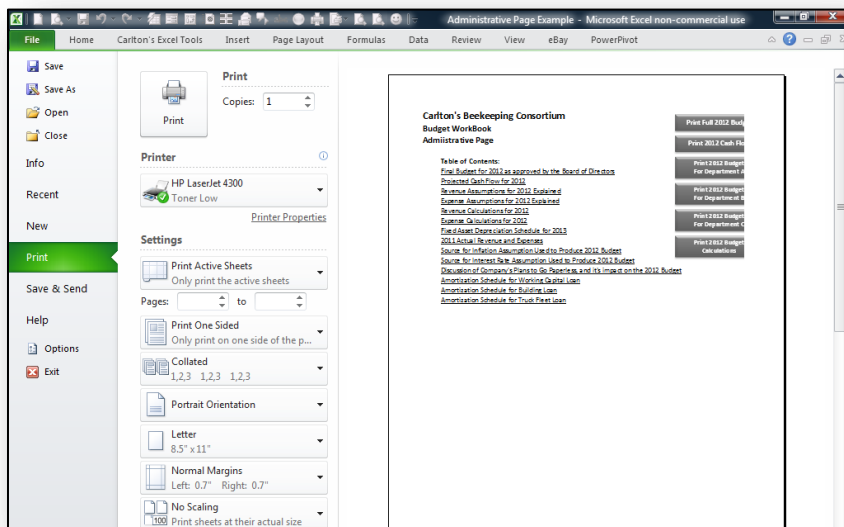 Administrative Page Example - Microsoft Excel non-commercial use
File Home Carlton's Excel Tools Insert Page Layout Formulas Data Review View eBay PowerPivot
Save
Save As
Open
Close
Info
Recent
New
Print
Save & Send
Help
Options
Exit
Print
Print
Copies: 1
Printer
HP LaserJet 4300
Toner Low
Printer Properties
Settings
Print Active Sheets
Only print the active sheets
Pages: to
Print One Sided
Only print on one side of the p...
Collated
1,2,3 1,2,3 1,2,3
Portrait Orientation
Letter
8.5" x 11"
Normal Margins
Left: 0.7" Right: 0.7"
No Scaling
100 Print sheets at their actual size
Carlton's Beekeeping Consortium
Budget WorkBook
Admiistrative Page
Table of Contents:
Final Budget for 2012 as approved by the Board of Directors
Projected Cash Flow for 2012
Revenue Assumptions for 2012 Explained
Expense Assumptions for 2012 Explained
Revenue Calculations for 2012
Expense Calculations for 2012
Fixed Asset Depreciation Schedule for 2013
2011 Actual Revenue and Expenses
Source for Inflation Assumption Used to Produce 2012 Budget
Source for Interest Rate Assumption Used to Produce 2012 Budget
Discussion of Company's Plans to Go Paperless, and it's Impact on the 2012 Budget
Amortization Schedule for Working Capital Loan
Amortization Schedule for Building Loan
Amortization Schedule for Truck Fleet Loan
Print Full 2012 Budg
Print 2012 Cash Flo
Print 2012 Budget
For Department A
Print 2012 Budget
For Department B
Print 2012 Budget
For Department C
Print 2012 Budget
Calculations